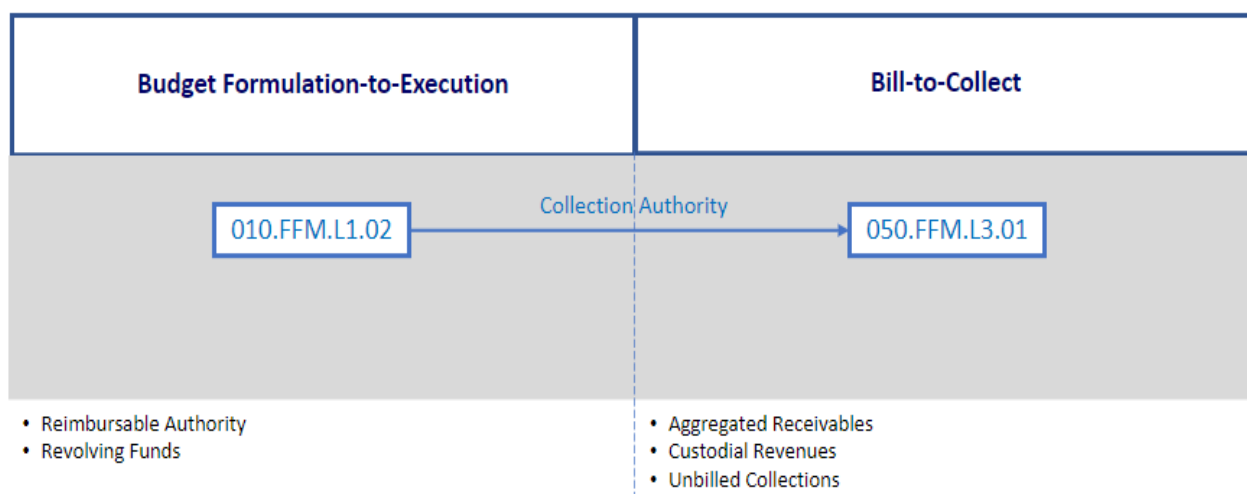 Budget Formulation-to-Execution
Bill-to-Collect
Collection Authority
010.FFM.L1.02
050.FFM.L3.01
• Reimbursable Authority
• Revolving Funds
• Aggregated Receivables
• Custodial Revenues
• Unbilled Collections